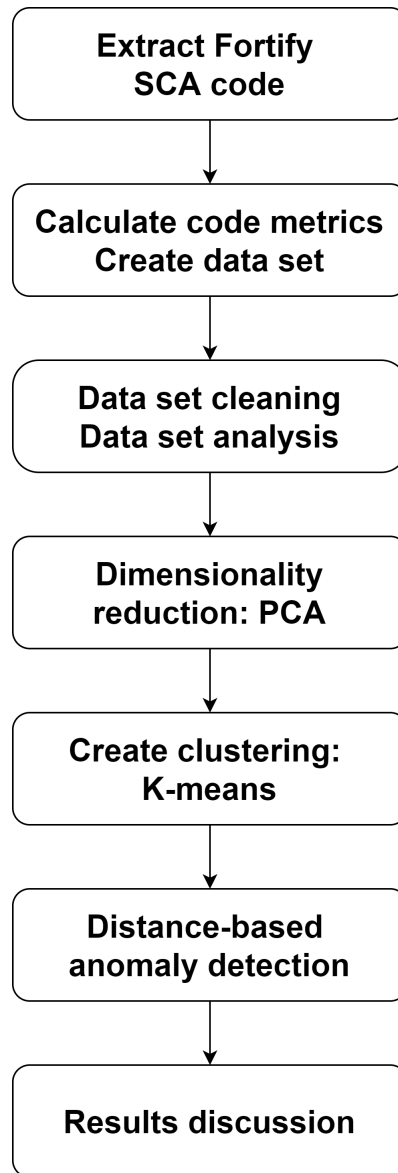 Extract Fortify
SCA code
Calculate code metrics
Create data set
Data set cleaning
Data set analysis
Dimensionality
reduction: PCA
Create clustering:
K-means
Distance-based
anomaly detection
Results discussion